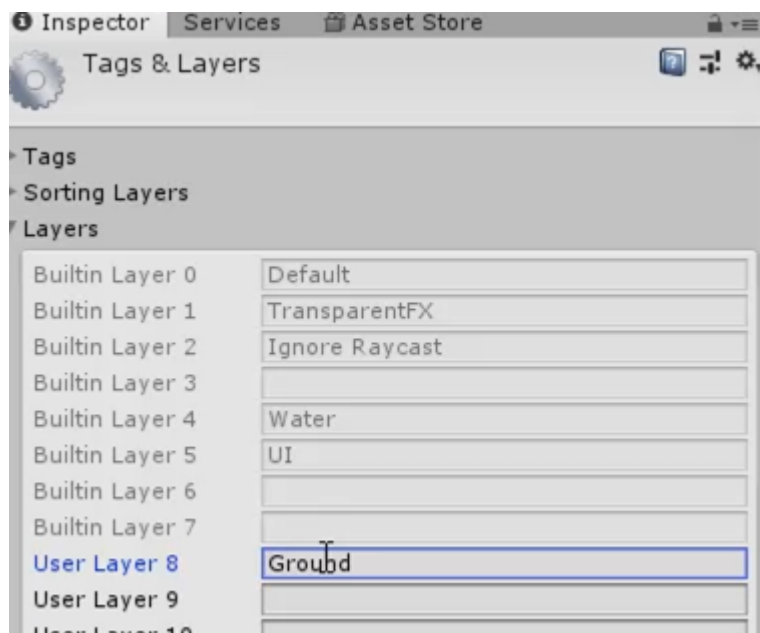 Inspector Services Asset Store
Tags & Layers
Tags
Sorting Layers
Layers
Builtin Layer 0 Default
Builtin Layer 1 TransparentFX
Builtin Layer 2 Ignore Raycast
Builtin Layer 3
Builtin Layer 4 Water
Builtin Layer 5 UI
Builtin Layer 6
Builtin Layer 7
User Layer 8 Ground
User Layer 9